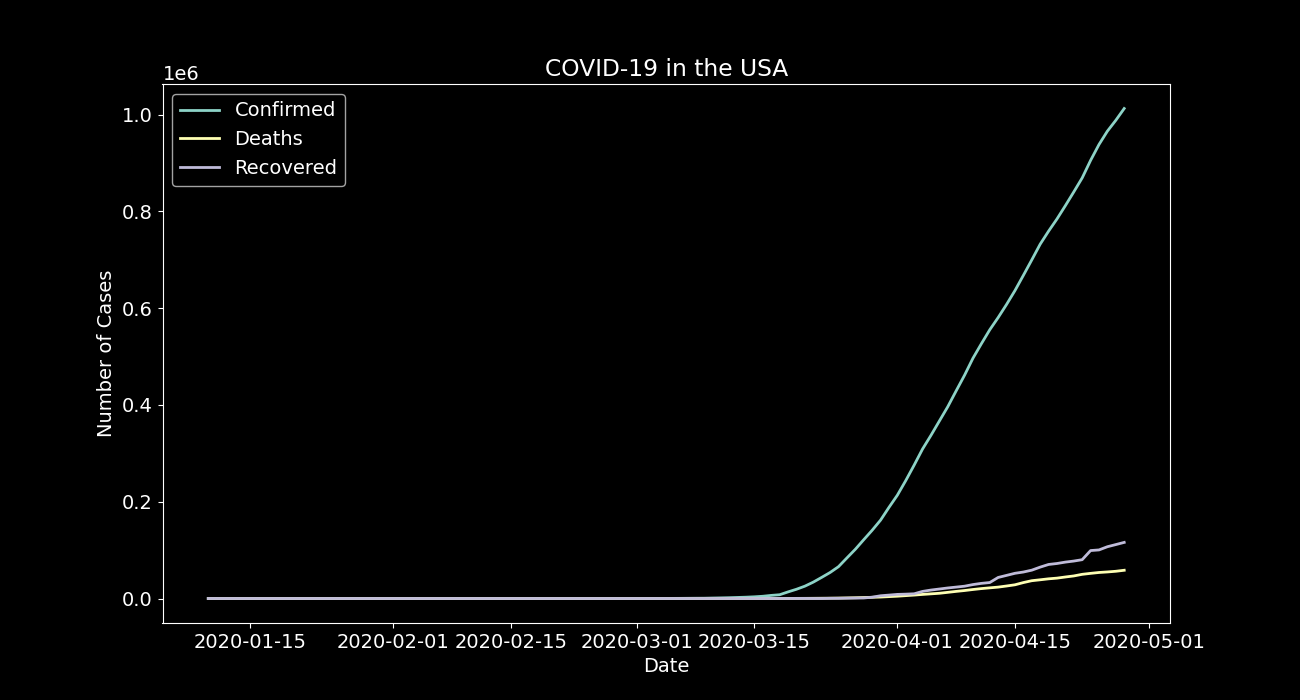 COVID-19 in the USA
1e6
Confirmed
Deaths
Recovered
1.0
0.8
0.6
0.4
0.2
0.0
Number of Cases
2020-01-15 2020-02-01 2020-02-15 2020-03-01 2020-03-15 2020-04-01 2020-04-15 2020-05-01
Date